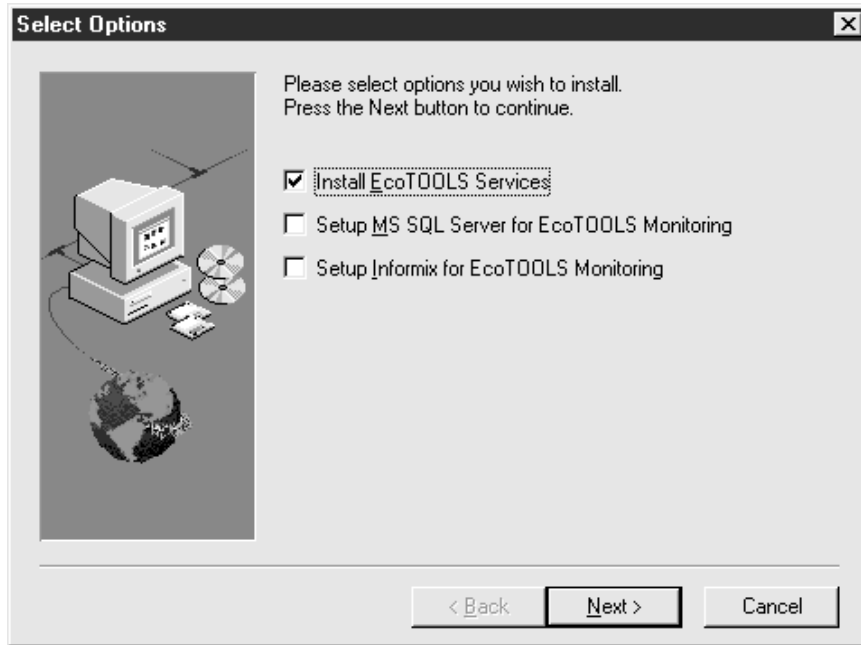 Select Options
Please select options you wish to install.
Press the Next button to continue.
Install EcoTOOLS Services
Setup MS SQL Server for EcoTOOLS Monitoring
Setup Informix for EcoTOOLS Monitoring
< Back
Next >
Cancel